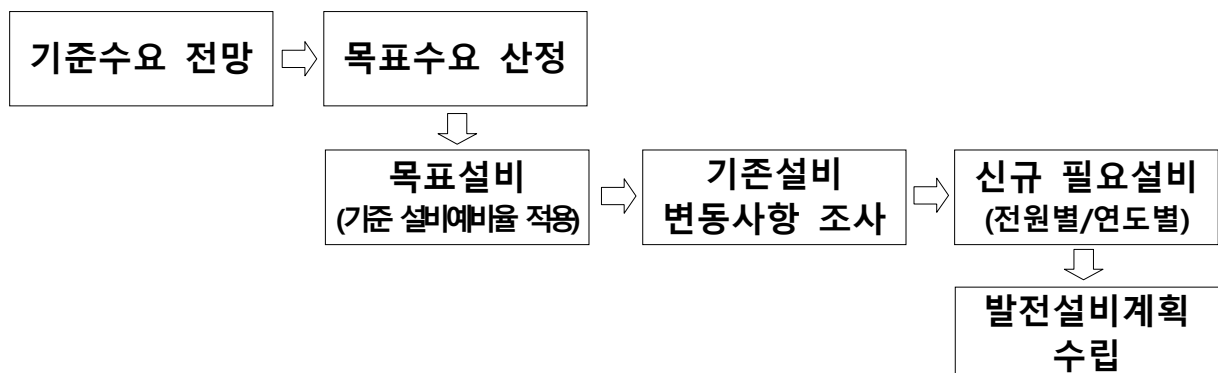 기준수요 전망
목표수요 산정
목표설비
(기준 설비예비율 적용)
기존설비
변동사항 조사
신규 필요설비
(전원별/연도별)
발전설비계획
수립